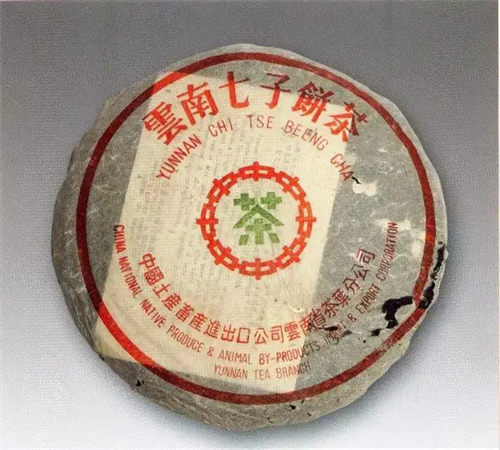 雲南七子餅茶
YUNNAN CHI TSE BEENG CHA
茶
中國土產畜產進出口公司雲南省茶葉分公司
CHINA NATIONAL NATIVE PRODUCE & ANIMAL BY-PRODUCTS IMPORT & EXPORT CORPORATION
YUNNAN TEA BRANCH